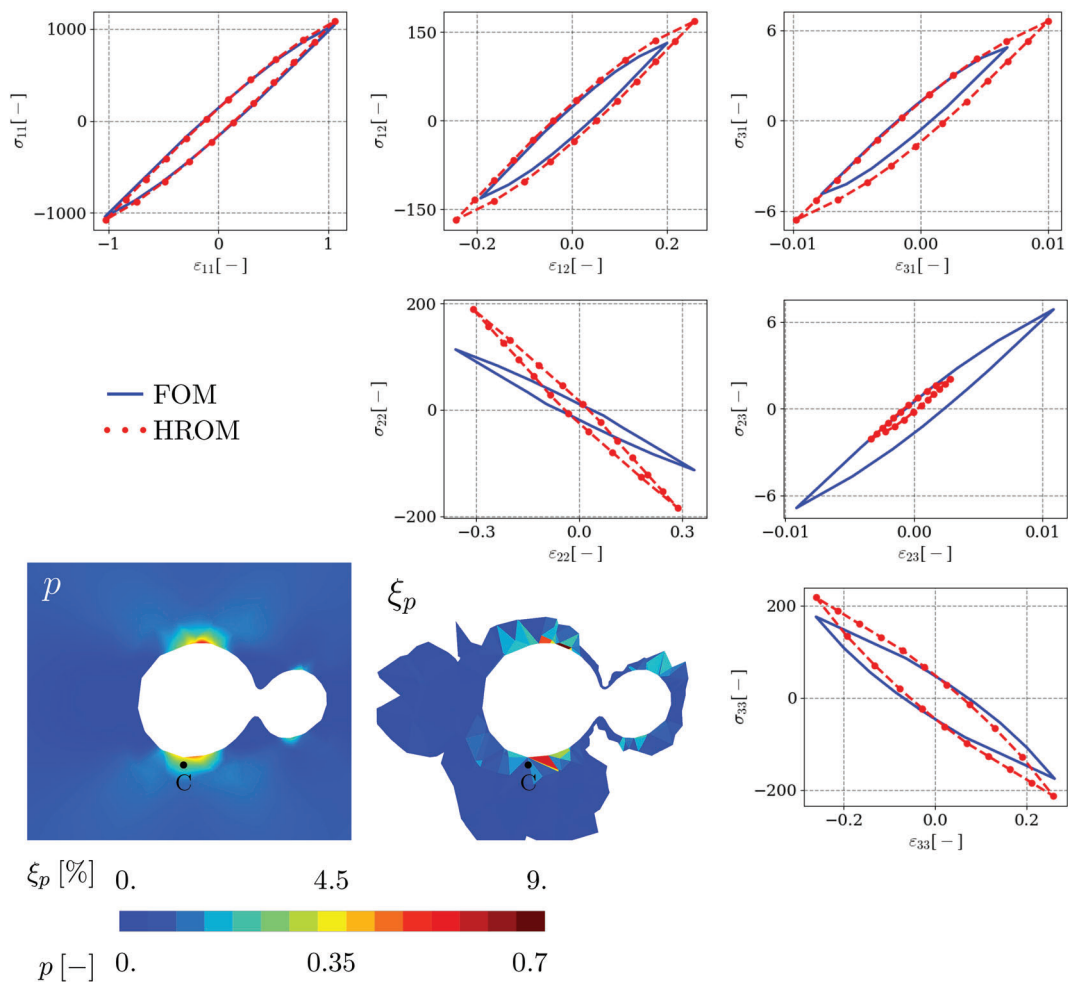 1000
0
−1000
σ₁₁[−]
−1
0
1
ε₁₁[−]
150
0
−150
σ₁₂[−]
−0.2
0.0
0.2
ε₁₂[−]
6
0
−6
σ₃₁[−]
−0.01
0.00
0.01
ε₃₁[−]
FOM
HROM
200
0
−200
σ₂₂[−]
−0.3
0.0
0.3
ε₂₂[−]
6
0
−6
σ₂₃[−]
−0.01
0.00
0.01
ε₂₃[−]
p
C
ξₚ
C
200
0
−200
σ₃₃[−]
−0.2
0.0
0.2
ε₃₃[−]
ξₚ [%] 0. 4.5 9.
p [−] 0. 0.35 0.7